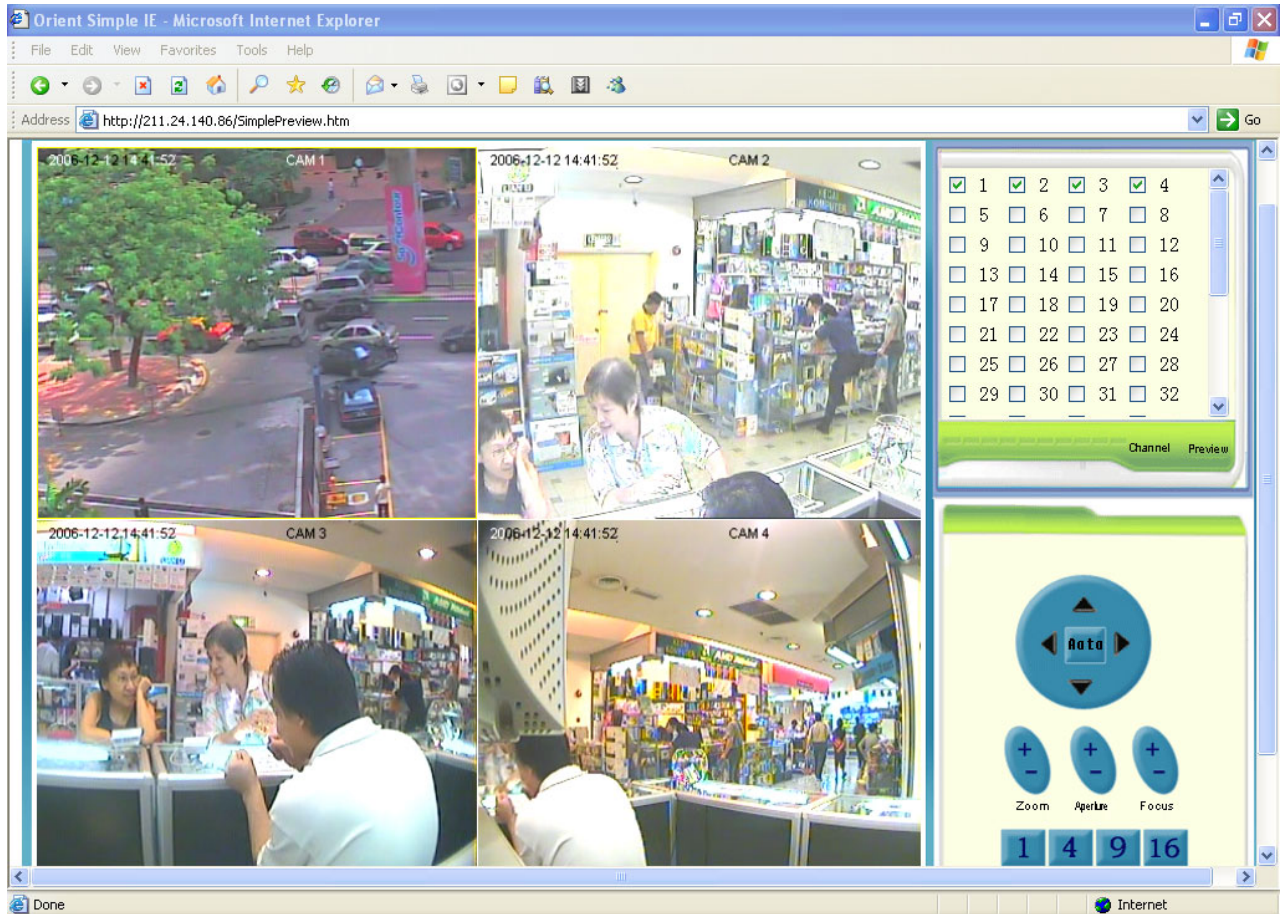 Orient Simple IE - Microsoft Internet Explorer
File Edit View Favorites Tools Help
Address http://211.24.140.86/SimplePreview.htm Go
2006-12-12 14:41:52 CAM 1
2006-12-12 14:41:52 CAM 2
KOMPUTER
2006-12-12 14:41:52 CAM 3
2006-12-12 14:41:52 CAM 4
1 2 3 4
5 6 7 8
9 10 11 12
13 14 15 16
17 18 19 20
21 22 23 24
25 26 27 28
29 30 31 32
Channel Preview
Aata
+ + +
- - -
Zoom Aperture Focus
1 4 9 16
Done Internet